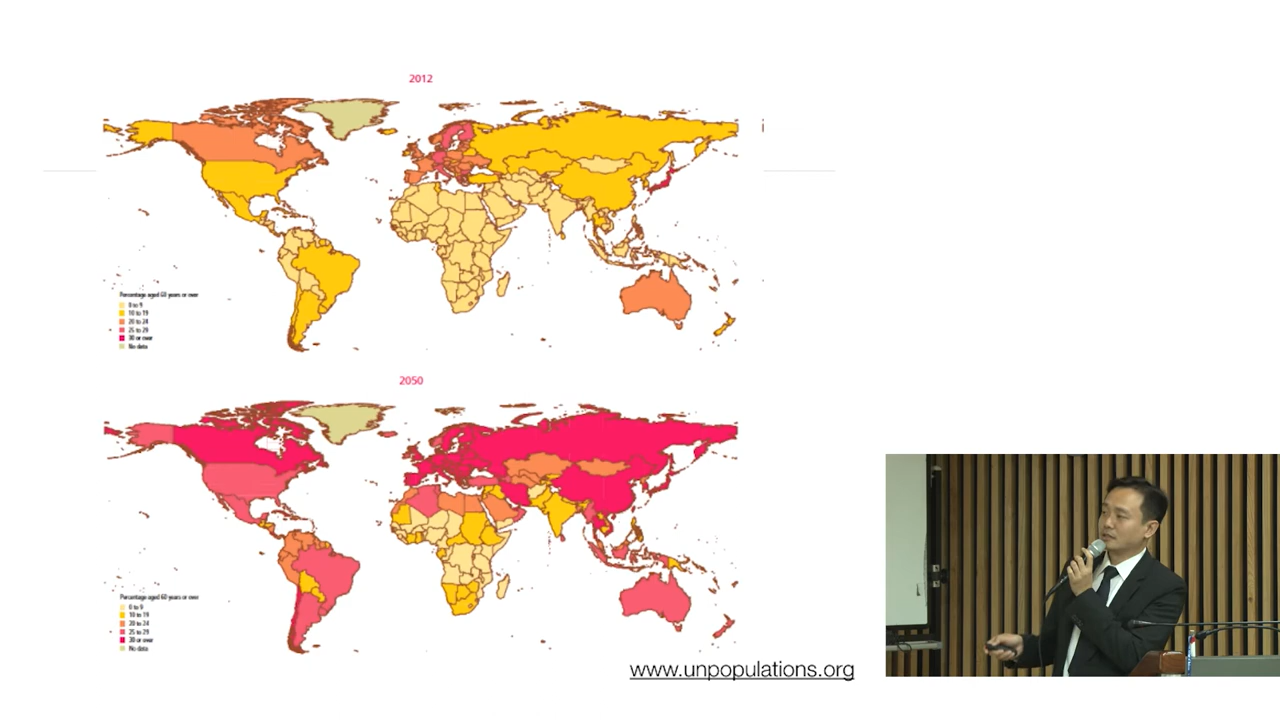 2012
Percentage aged 60 years or over
0 to 9
10 to 19
20 to 24
25 to 29
30 or over
No data
2050
Percentage aged 60 years or over
0 to 9
10 to 19
20 to 24
25 to 29
30 or over
No data
www.unpopulations.org